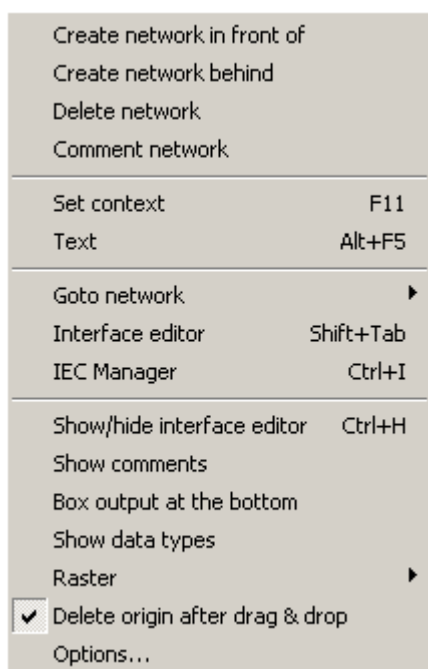 Create network in front of
Create network behind
Delete network
Comment network
Set context F11
Text Alt+F5
Goto network
Interface editor Shift+Tab
IEC Manager Ctrl+I
Show/hide interface editor Ctrl+H
Show comments
Box output at the bottom
Show data types
Raster
Delete origin after drag & drop
Options...